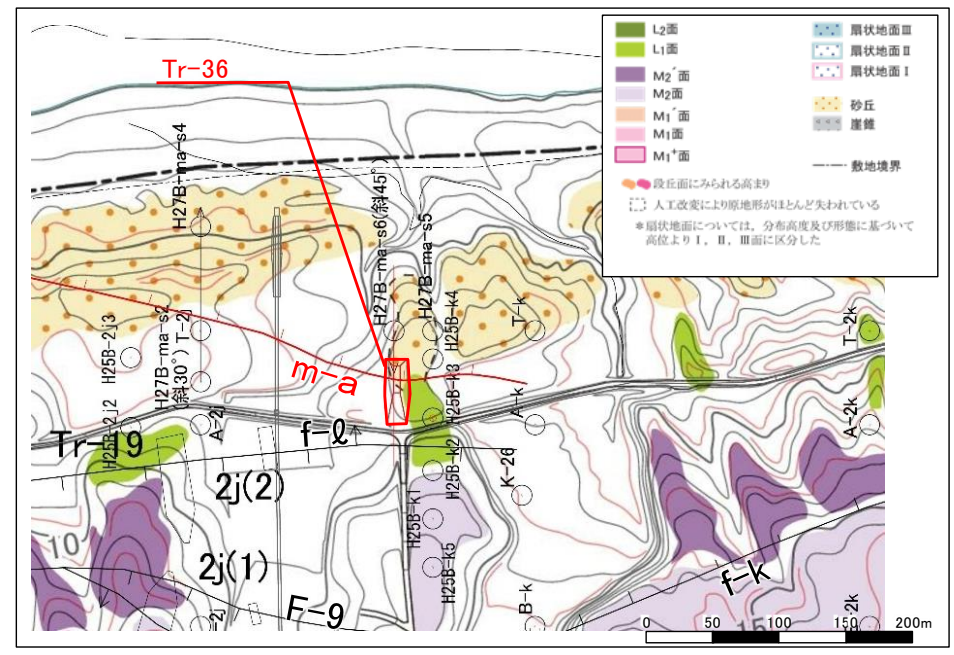 L₂面
L₁面
M₂´面
M₂面
M₁´面
M₁面
M₁⁺面
扇状地面Ⅲ
扇状地面Ⅱ
扇状地面Ⅰ
砂丘
崖錐
敷地境界
段丘面にみられる高まり
人工改変により原地形がほとんど失われている
＊扇状地面については，分布高度及び形態に基づいて
高位よりⅠ，Ⅱ，Ⅲ面に区分した
Tr-36
H27B-ma-s4
H27B-ma-s6(斜45°)
H27B-ma-s5
H25B-k4
T-k
T-2k
H25B-2j3
H27B-ma-s2
(斜30°)
T-2j
m-a
H25B-k3
A-k
A-2k
H25B-2j2
A-2j
Tr-19
f-ℓ
H25B-k2
K-26
2j(2)
H25B-k1
10
2j(1)
H25B-k5
f-k
F-9
-2j
B-k
15
-2k
0 50 100 150 200m